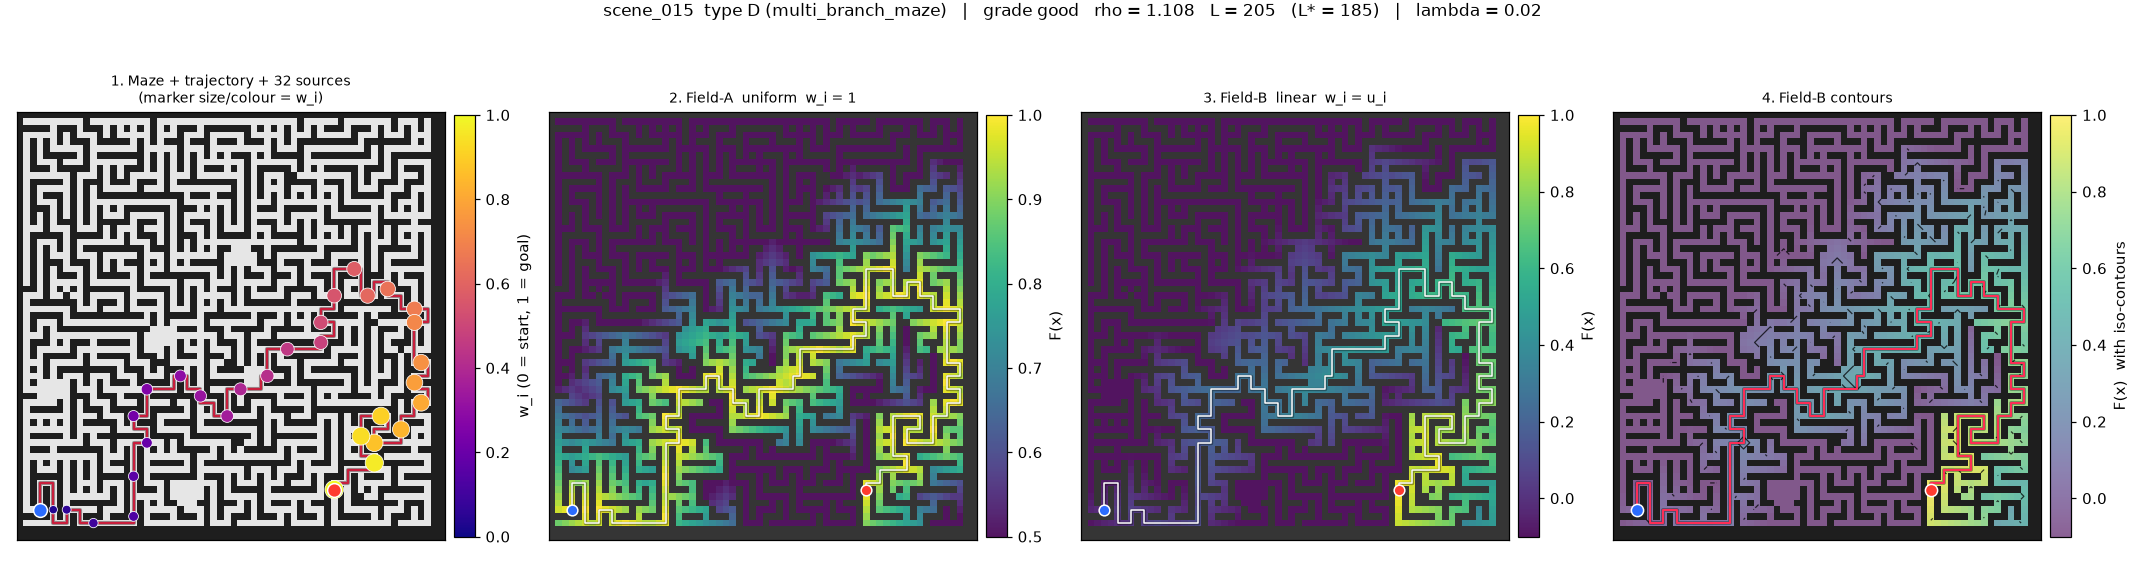 scene_015  type D (multi_branch_maze)   |   grade good   rho = 1.108   L = 205   (L* = 185)   |   lambda = 0.02
1. Maze + trajectory + 32 sources
(marker size/colour = w_i)
1.0
0.8
0.6
0.4
0.2
0.0
w_i (0 = start, 1 = goal)
2. Field-A  uniform  w_i = 1
1.0
0.9
0.8
0.7
0.6
0.5
F(x)
3. Field-B  linear  w_i = u_i
1.0
0.8
0.6
0.4
0.2
0.0
F(x)
4. Field-B contours
1.0
0.8
0.6
0.4
0.2
0.0
F(x)  with iso-contours